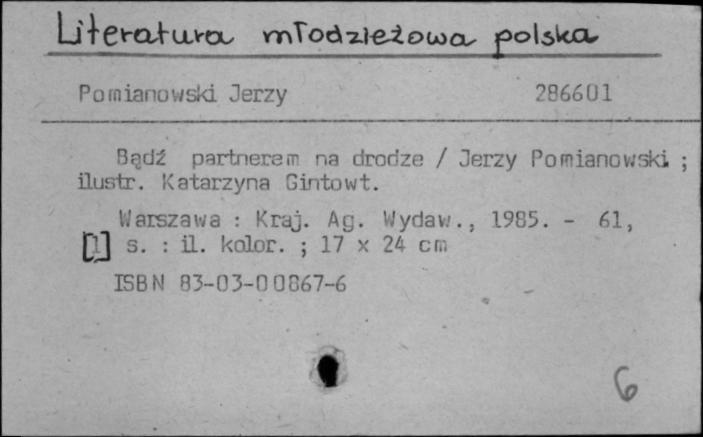 Literatura młodzieżowa polska
Pomianowski Jerzy 286601
Bądź partnerem na drodze / Jerzy Pomianowski ;
ilustr. Katarzyna Gintowt.
Warszawa : Kraj. Ag. Wydaw., 1985. - 61,
[1] s. : il. kolor. ; 17 x 24 cm
ISBN 83-03-00867-6
6